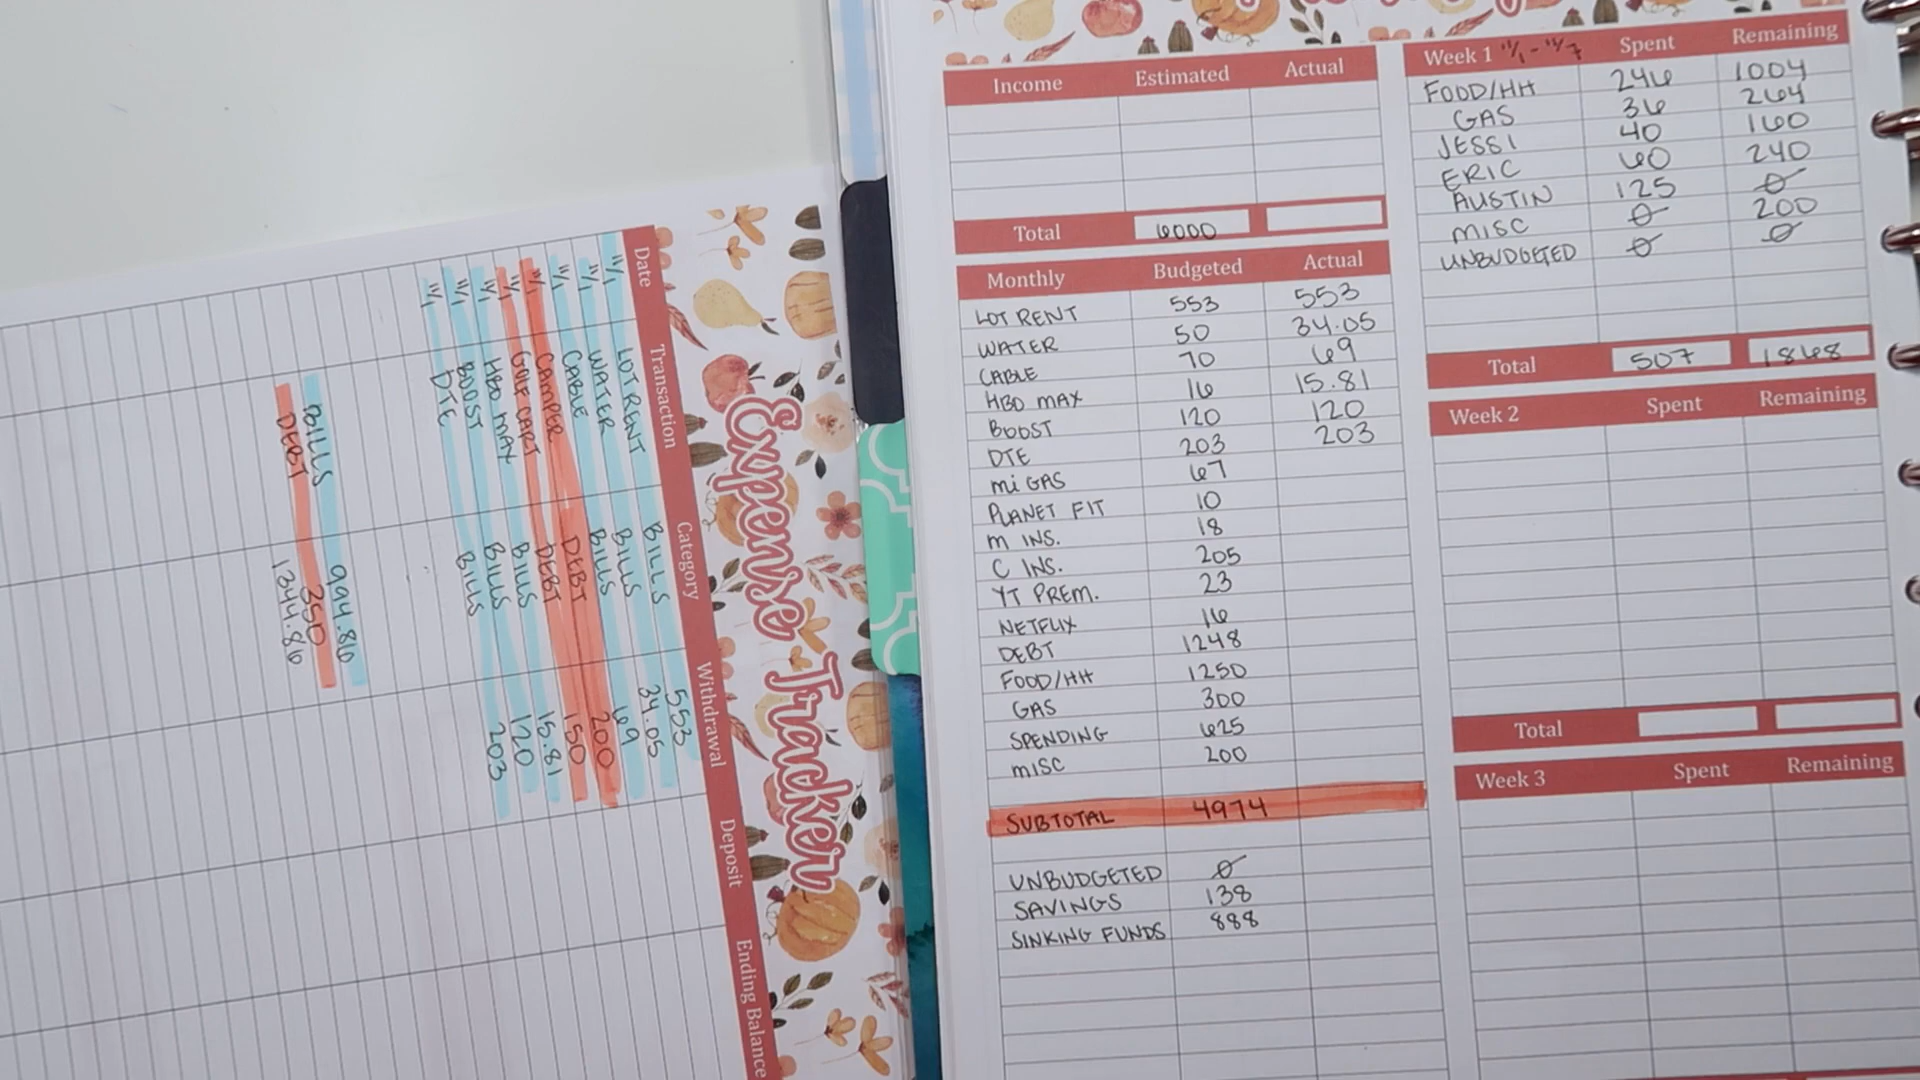 Date Transaction Category Withdrawal Deposit Ending Balance
11/1 LOT RENT BILLS 553
11/1 WATER BILLS 34.05
11/1 CABLE BILLS 69
11/1 CAMPER DEBT 200
11/1 GOLF CART DEBT 150
11/1 HBO MAX BILLS 15.81
11/1 BOOST BILLS 120
11/1 DTE BILLS 203
BILLS 994.86
DEBT 350
1344.86
Expense Tracker
Income Estimated Actual
Total 6000
Monthly Budgeted Actual
LOT RENT 553 553
WATER 50 34.05
CABLE 70 69
HBO MAX 16 15.81
BOOST 120 120
DTE 203 203
mi GAS 67
PLANET FIT 10
m INS. 18
C INS. 205
YT PREM. 23
NETFLIX 16
DEBT 1248
FOOD/HH 1250
GAS 300
SPENDING 625
mISC 200
SUBTOTAL 4974
UNBUDGETED 0
SAVINGS 138
SINKING FUNDS 888
Week 1 11/1 - 11/7 Spent Remaining
FOOD/HH 246 1004
GAS 36 264
JESSI 40 160
ERIC 60 240
AUSTIN 125 0
mISC 0 200
UNBUDGETED 0 0
Total 507 1868
Week 2 Spent Remaining
Total
Week 3 Spent Remaining